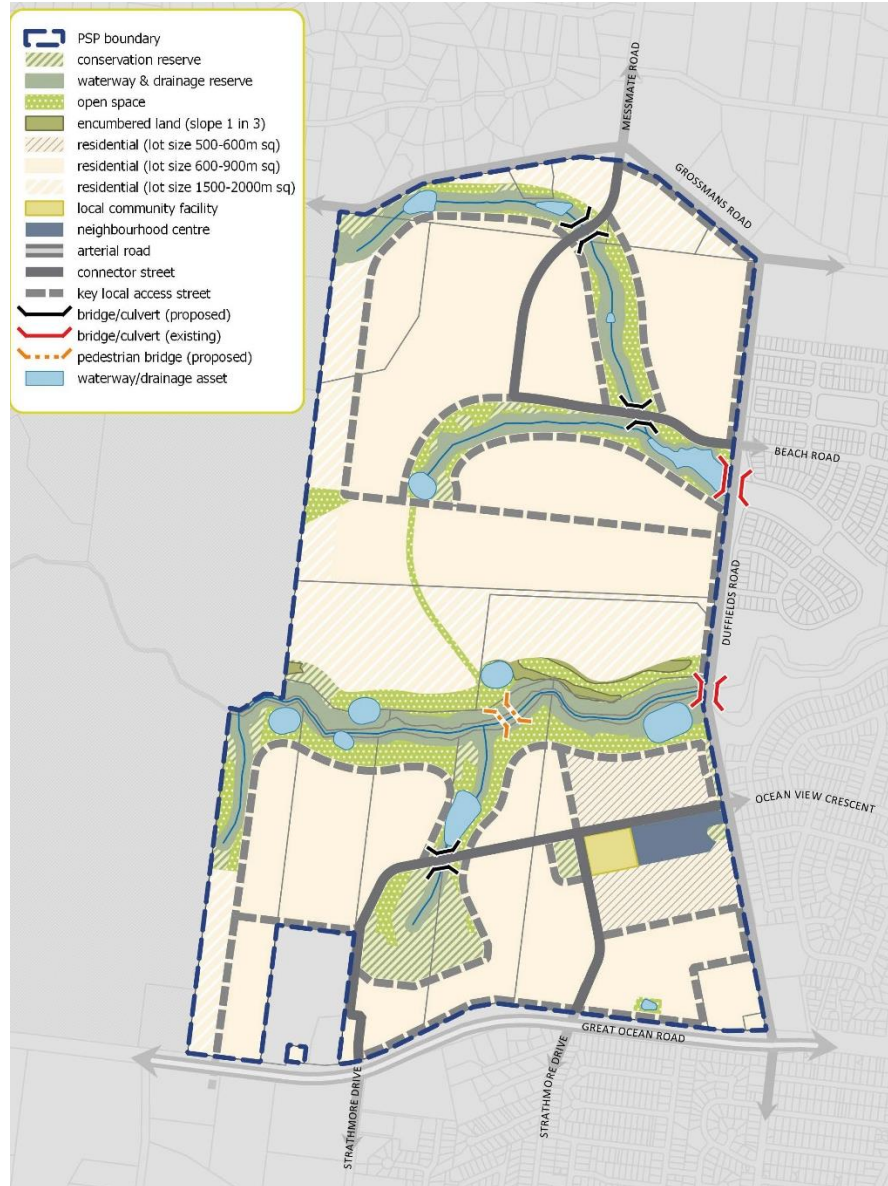 PSP boundary
conservation reserve
waterway & drainage reserve
open space
encumbered land (slope 1 in 3)
residential (lot size 500-600m sq)
residential (lot size 600-900m sq)
residential (lot size 1500-2000m sq)
local community facility
neighbourhood centre
arterial road
connector street
key local access street
bridge/culvert (proposed)
bridge/culvert (existing)
pedestrian bridge (proposed)
waterway/drainage asset
MESSMATE ROAD
GROSSMANS ROAD
BEACH ROAD
DUFFIELDS ROAD
OCEAN VIEW CRESCENT
GREAT OCEAN ROAD
STRATHMORE DRIVE
STRATHMORE DRIVE